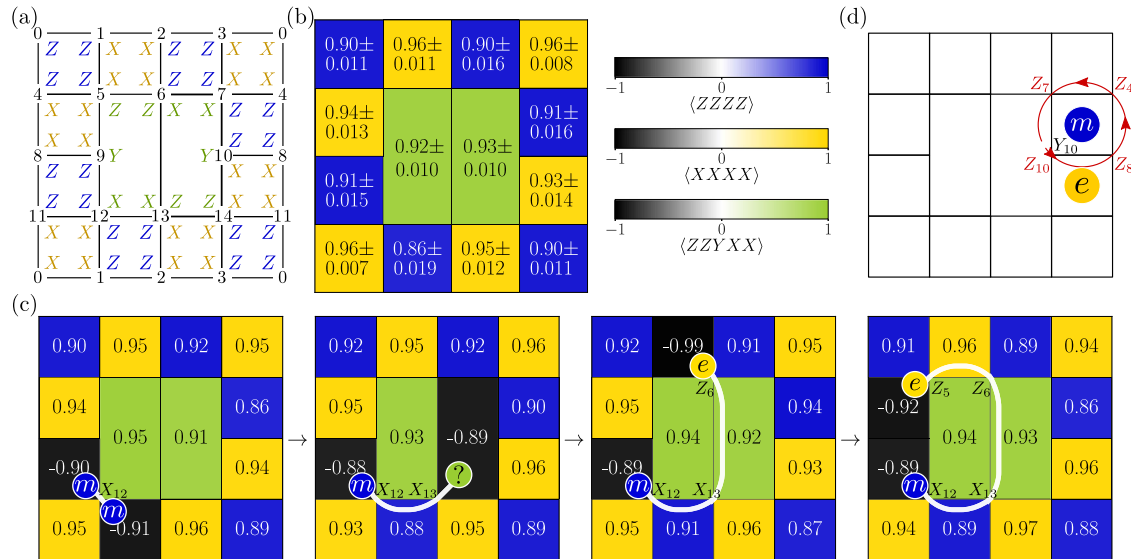 (a)
0 1 2 3 0
Z Z X X Z Z X X
Z Z X X Z Z X X
4 5 6 7 4
X X Z Z X X Z Z
X X Z Z
8 9 Y Y 10 8
Z Z X X
Z Z X X Z Z X X
11 12 13 14 11
X X Z Z X X Z Z
X X Z Z X X Z Z
0 1 2 3 0
(b)
0.90± 0.96± 0.90± 0.96±
0.011 0.011 0.016 0.008
0.94± 0.91±
0.013 0.016
0.92± 0.93±
0.010 0.010
0.91± 0.93±
0.015 0.014
0.96± 0.86± 0.95± 0.90±
0.007 0.019 0.012 0.011
−1 0 1
⟨ZZZZ⟩
−1 0 1
⟨XXXX⟩
−1 0 1
⟨ZZYXX⟩
(d)
Z7 Z4
m
Y10
Z10 Z8
e
(c)
0.90 0.95 0.92 0.95
0.94 0.86
0.95 0.91
-0.90 0.94
m X12
m
0.95 -0.91 0.96 0.89
→
0.92 0.95 0.92 0.96
0.95 0.90
0.93 -0.89
-0.88 0.96
m X12 X13 ?
0.93 0.88 0.95 0.89
→
0.92 -0.99 0.91 0.95
e
Z6
0.95 0.94
0.94 0.92
-0.89 0.93
m X12 X13
0.95 0.91 0.96 0.87
→
0.91 0.96 0.89 0.94
e Z5 Z6
-0.92 0.86
0.94 0.93
-0.89 0.96
m X12 X13
0.94 0.89 0.97 0.88